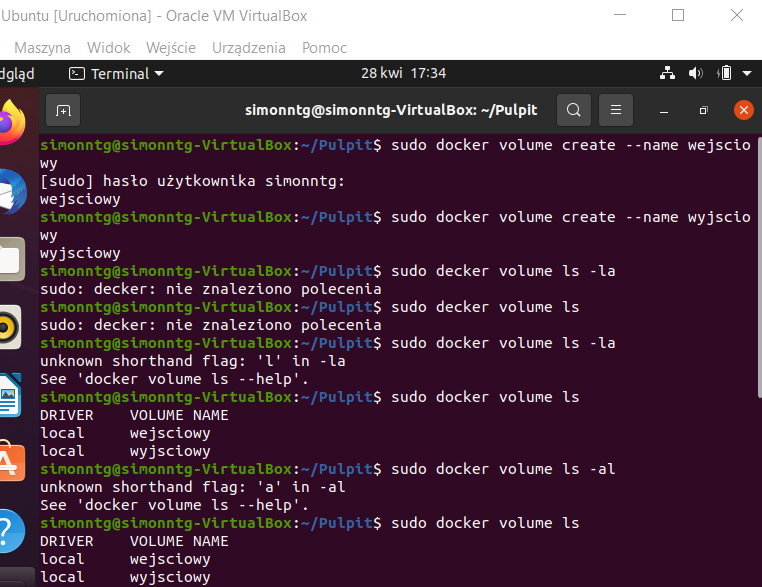 Ubuntu [Uruchomiona] - Oracle VM VirtualBox
Maszyna Widok Wejście Urządzenia Pomoc
dgląd Terminal 28 kwi 17:34
simonntg@simonntg-VirtualBox: ~/Pulpit
simonntg@simonntg-VirtualBox:~/Pulpit$ sudo docker volume create --name wejscio
wy
[sudo] hasło użytkownika simonntg:
wejsciowy
simonntg@simonntg-VirtualBox:~/Pulpit$ sudo docker volume create --name wyjscio
wy
wyjsciowy
simonntg@simonntg-VirtualBox:~/Pulpit$ sudo decker volume ls -la
sudo: decker: nie znaleziono polecenia
simonntg@simonntg-VirtualBox:~/Pulpit$ sudo decker volume ls
sudo: decker: nie znaleziono polecenia
simonntg@simonntg-VirtualBox:~/Pulpit$ sudo docker volume ls -la
unknown shorthand flag: 'l' in -la
See 'docker volume ls --help'.
simonntg@simonntg-VirtualBox:~/Pulpit$ sudo docker volume ls
DRIVER VOLUME NAME
local wejsciowy
local wyjsciowy
simonntg@simonntg-VirtualBox:~/Pulpit$ sudo docker volume ls -al
unknown shorthand flag: 'a' in -al
See 'docker volume ls --help'.
simonntg@simonntg-VirtualBox:~/Pulpit$ sudo docker volume ls
DRIVER VOLUME NAME
local wejsciowy
local wyjsciowy